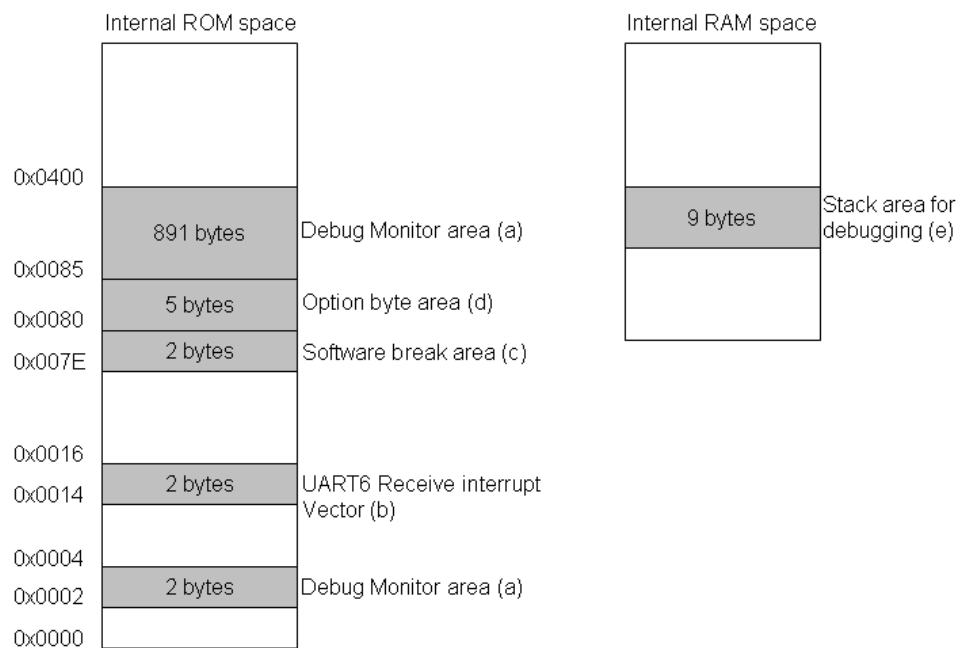 Internal ROM space
Internal RAM space
0x0400
891 bytes
Debug Monitor area (a)
9 bytes
Stack area for
debugging (e)
0x0085
5 bytes
Option byte area (d)
0x0080
2 bytes
Software break area (c)
0x007E
0x0016
2 bytes
UART6 Receive interrupt
Vector (b)
0x0014
0x0004
2 bytes
Debug Monitor area (a)
0x0002
0x0000